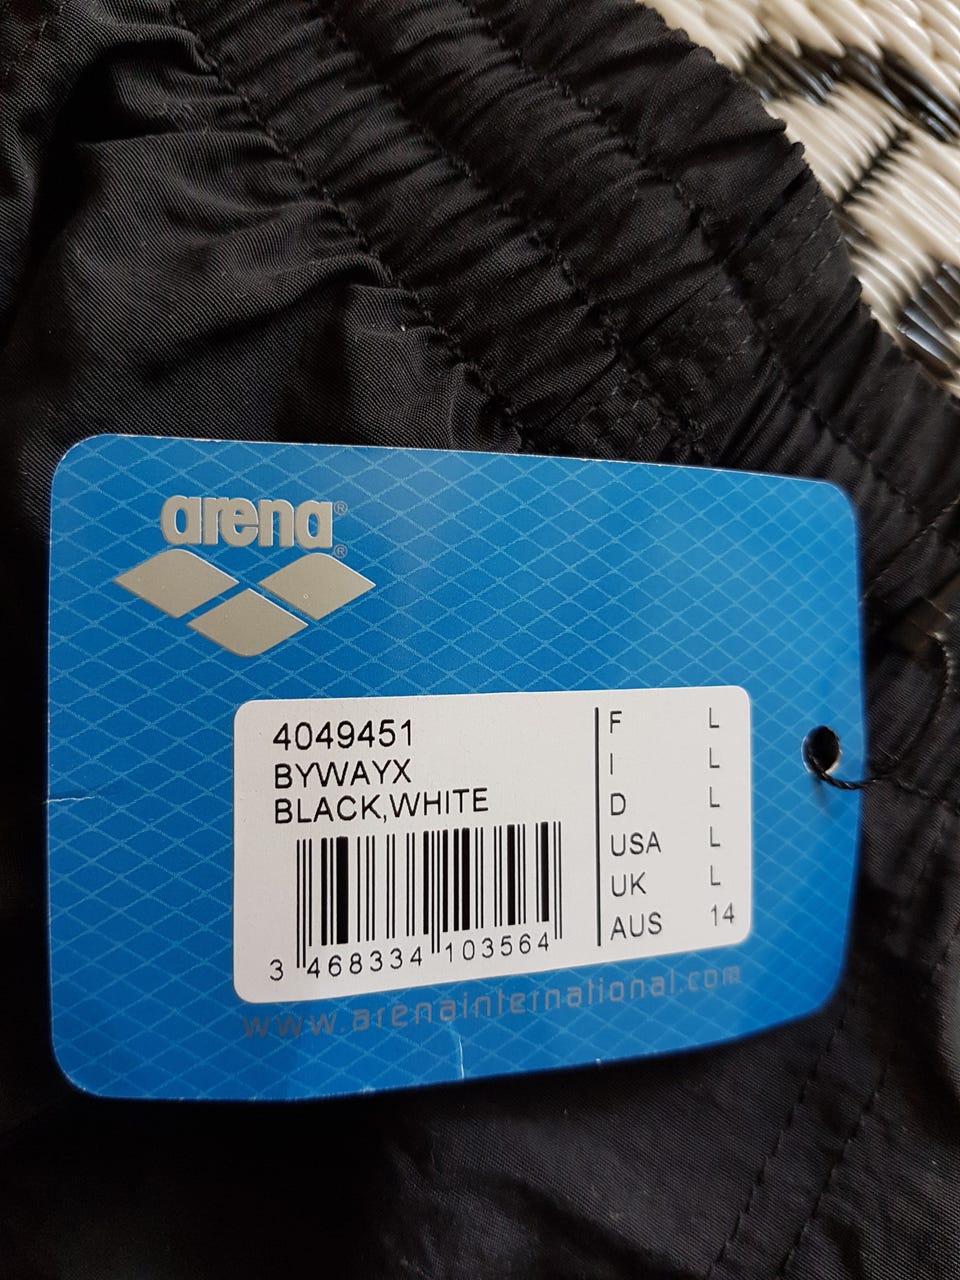 arena®
®
4049451
BYWAYX
BLACK,WHITE
3 468334 103564
F L
I L
D L
USA L
UK L
AUS 14
www.arenainternational.com